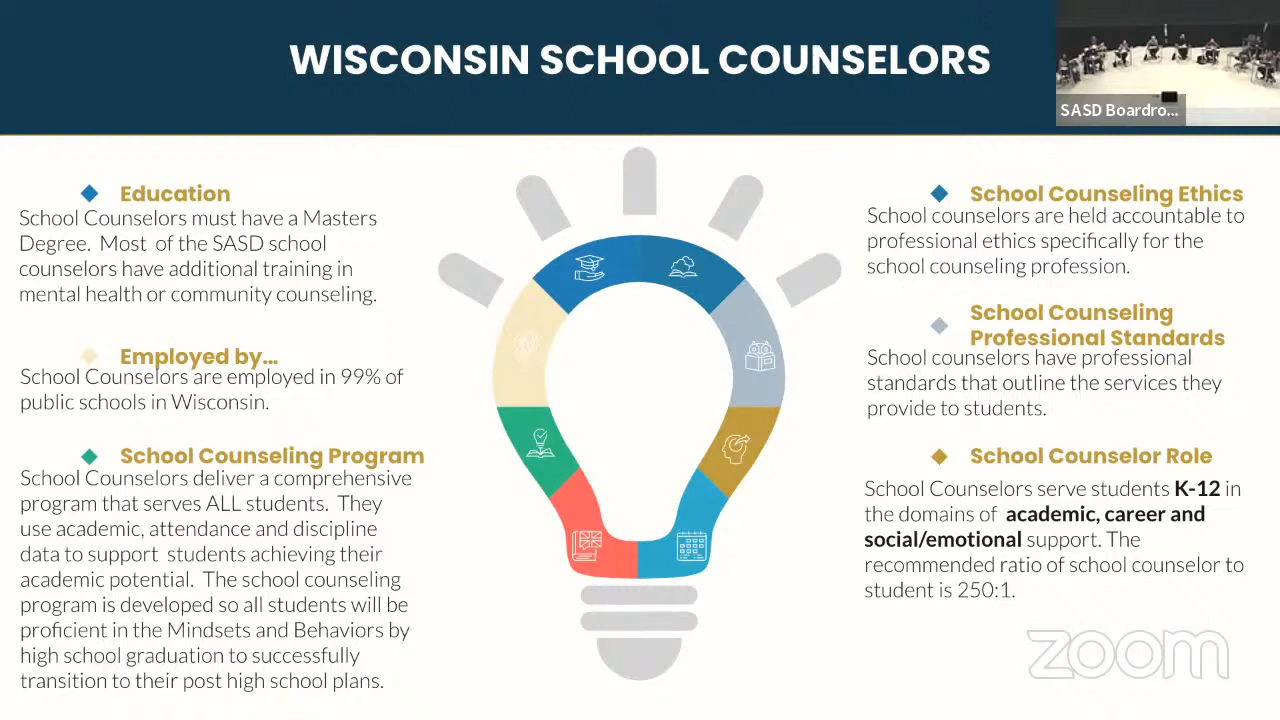 WISCONSIN SCHOOL COUNSELORS
SASD Boardro...
Education
School Counselors must have a Masters
Degree. Most of the SASD school
counselors have additional training in
mental health or community counseling.
Employed by...
School Counselors are employed in 99% of
public schools in Wisconsin.
School Counseling Program
School Counselors deliver a comprehensive
program that serves ALL students. They
use academic, attendance and discipline
data to support students achieving their
academic potential. The school counseling
program is developed so all students will be
proficient in the Mindsets and Behaviors by
high school graduation to successfully
transition to their post high school plans.
School Counseling Ethics
School counselors are held accountable to
professional ethics specifically for the
school counseling profession.
School Counseling
Professional Standards
School counselors have professional
standards that outline the services they
provide to students.
School Counselor Role
School Counselors serve students K-12 in
the domains of academic, career and
social/emotional support. The
recommended ratio of school counselor to
student is 250:1.
zoom